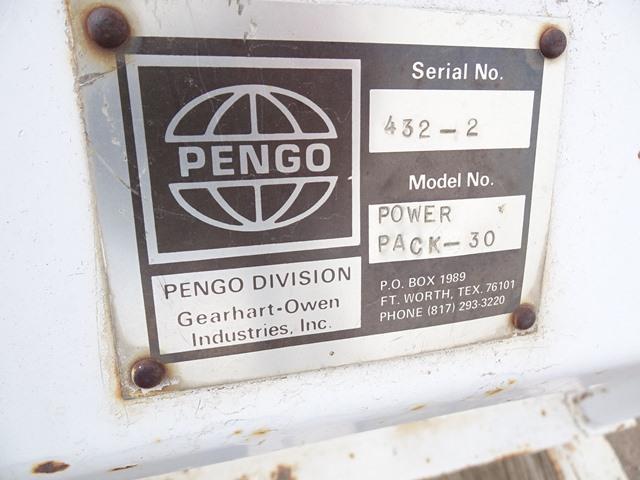 PENGO
PENGO DIVISION
Gearhart-Owen
Industries, Inc.
Serial No.
432-2
Model No.
POWER
PACK-30
P.O. BOX 1989
FT. WORTH, TEX. 76101
PHONE (817) 293-3220